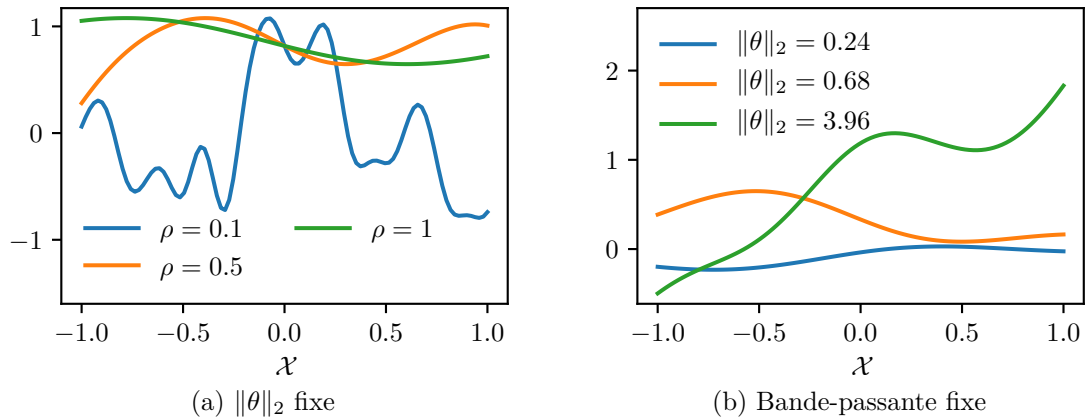 1
0
−1
ρ = 0.1
ρ = 1
ρ = 0.5
−1.0 −0.5 0.0 0.5 1.0
𝒳
(a) ∥θ∥₂ fixe
2
1
0
∥θ∥₂ = 0.24
∥θ∥₂ = 0.68
∥θ∥₂ = 3.96
−1.0 −0.5 0.0 0.5 1.0
𝒳
(b) Bande-passante fixe